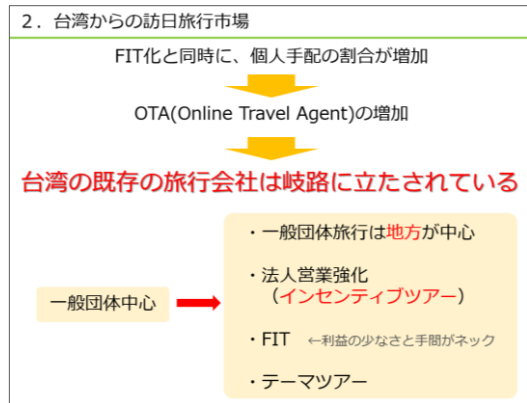 ２．台湾からの訪日旅行市場
FIT化と同時に、個人手配の割合が増加
OTA(Online Travel Agent)の増加
台湾の既存の旅行会社は岐路に立たされている
一般団体中心
・一般団体旅行は地方が中心
・法人営業強化
（インセンティブツアー）
・FIT　←利益の少なさと手間がネック
・テーマツアー